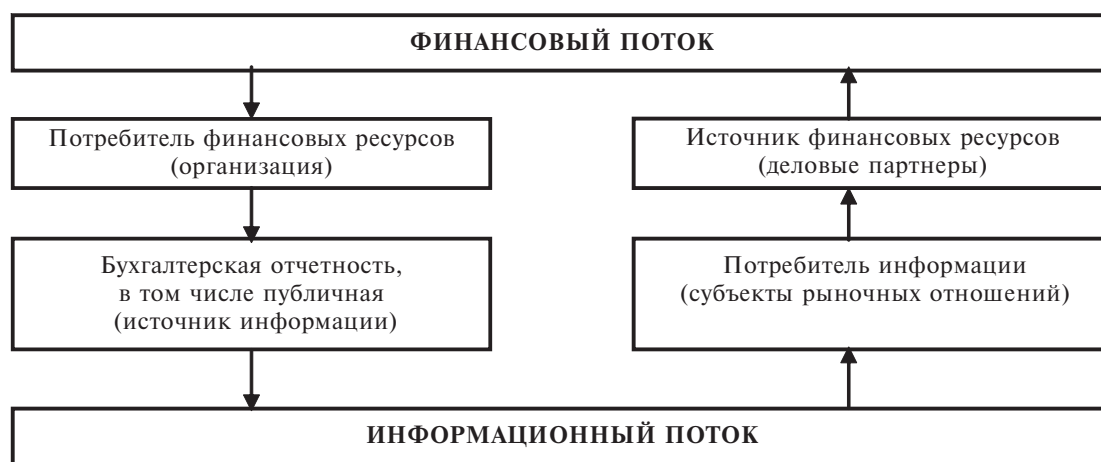 ФИНАНСОВЫЙ ПОТОК
Потребитель финансовых ресурсов
(организация)
Источник финансовых ресурсов
(деловые партнеры)
Бухгалтерская отчетность,
в том числе публичная
(источник информации)
Потребитель информации
(субъекты рыночных отношений)
ИНФОРМАЦИОННЫЙ ПОТОК